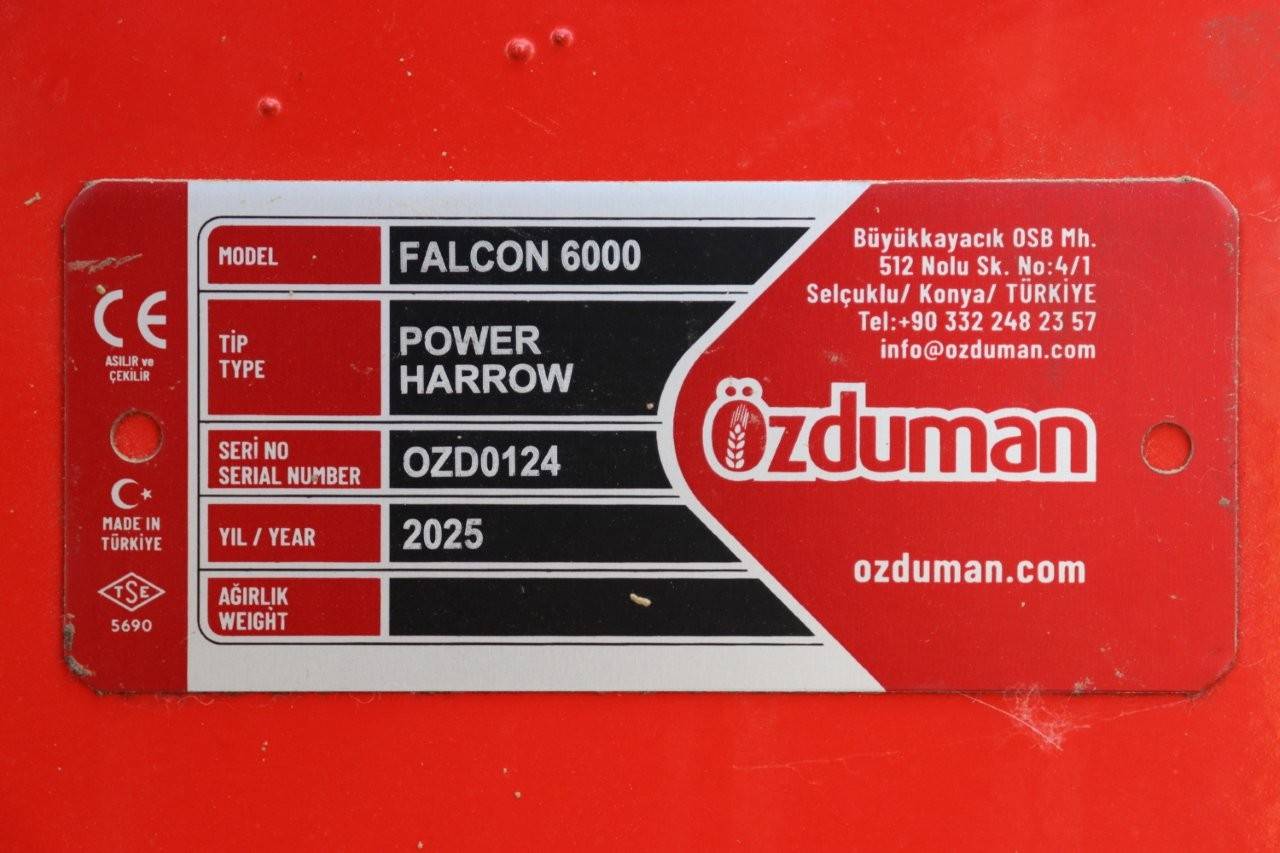 CE
ASILIR ve
ÇEKİLİR
MADE IN
TÜRKİYE
TSE
5690
MODEL
FALCON 6000
TİP
TYPE
POWER
HARROW
SERİ NO
SERIAL NUMBER
OZD0124
YIL / YEAR
2025
AĞIRLIK
WEIGHT
Büyükkayacık OSB Mh.
512 Nolu Sk. No:4/1
Selçuklu/ Konya/ TÜRKİYE
Tel:+90 332 248 23 57
info@ozduman.com
Özduman
ozduman.com